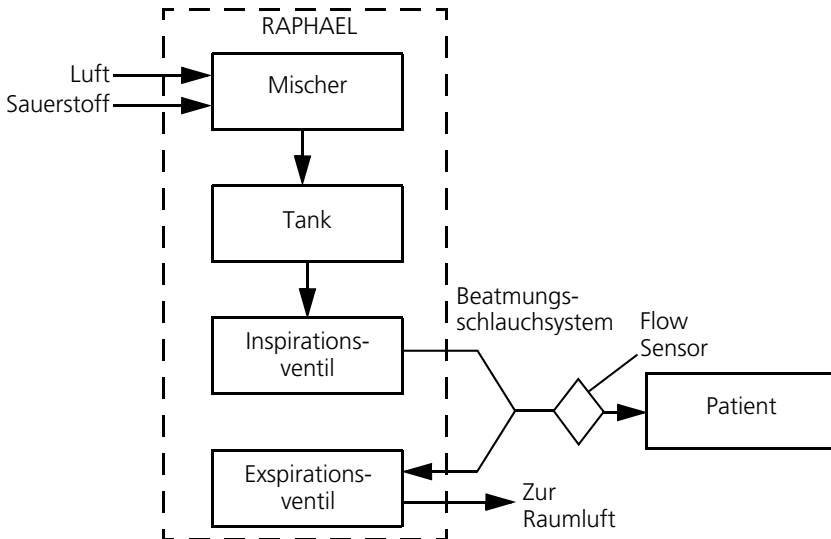 RAPHAEL
Luft
Sauerstoff
Mischer
Tank
Beatmungs-
schlauchsystem
Flow
Sensor
Inspirations-
ventil
Patient
Exspirations-
ventil
Zur
Raumluft